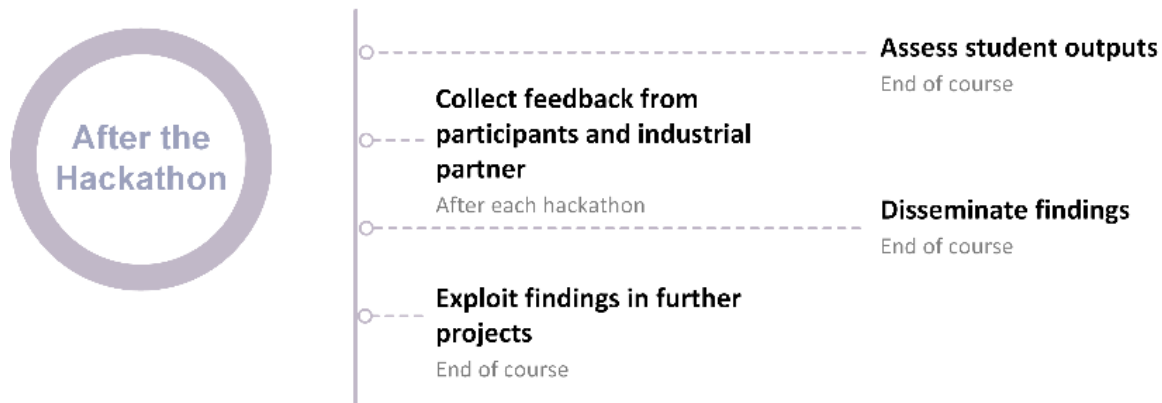 After the
Hackathon
Assess student outputs
End of course
Collect feedback from
participants and industrial
partner
After each hackathon
Disseminate findings
End of course
Exploit findings in further
projects
End of course